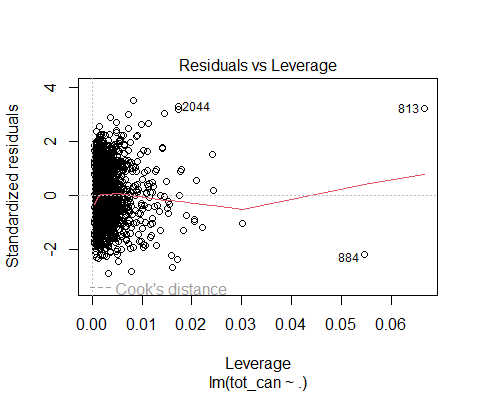 Residuals vs Leverage
Standardized residuals
4
2
0
-2
2044
813
884
Cook's distance
0.00 0.01 0.02 0.03 0.04 0.05 0.06
Leverage
lm(tot_can ~ .)